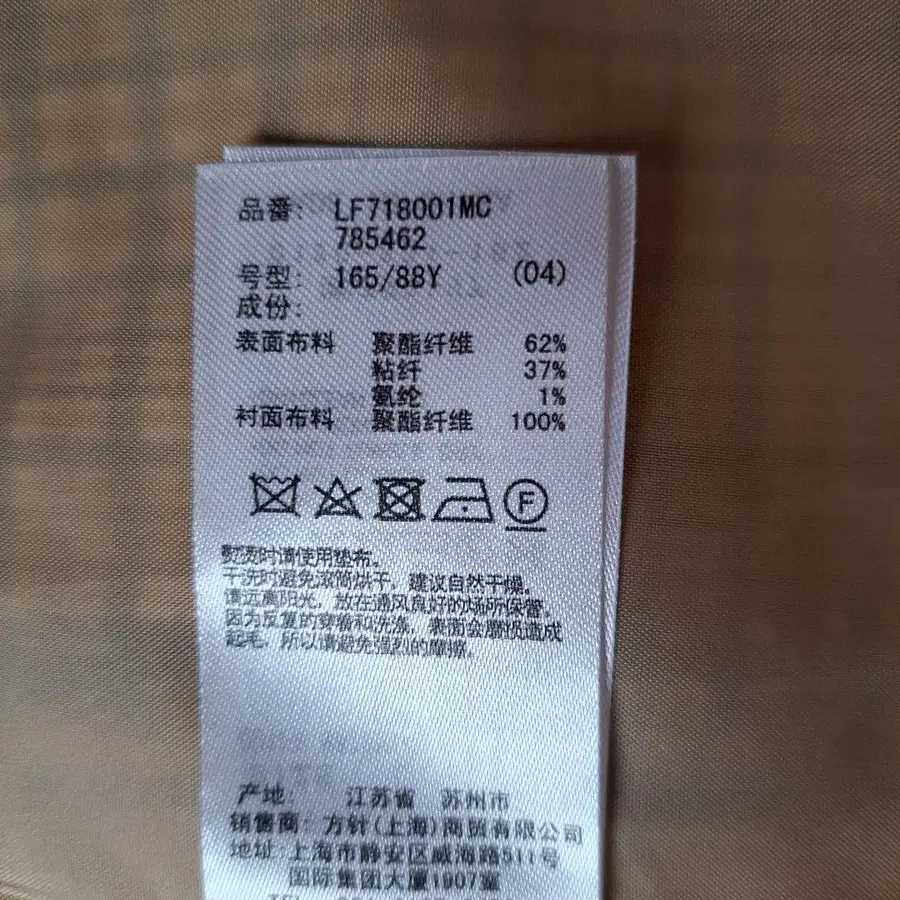 品番: LF718001MC
785462
号型: 165/88Y (04)
成份:
表面布料 聚酯纤维 62%
粘纤 37%
氨纶 1%
衬面布料 聚酯纤维 100%
F
熨烫时请使用垫布。
干洗时避免滚筒烘干, 建议自然干燥。
请远离阳光, 放在通风良好的场所保管。
因为反复的穿着和洗涤, 表面会磨损造成
起毛, 所以请避免强烈的摩擦。
产地: 江苏省 苏州市
销售商: 方针(上海)商贸有限公司
地址: 上海市静安区威海路511号
国际集团大厦1907室